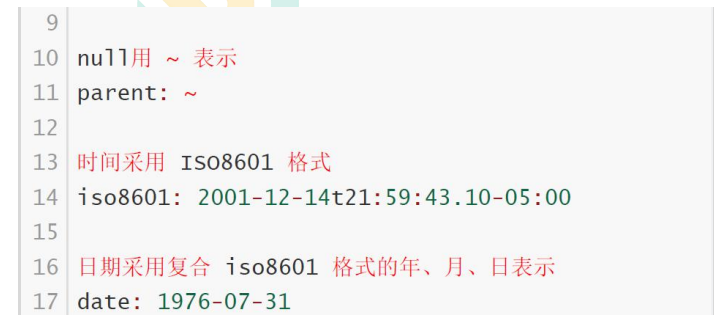 9
10 null用 ~ 表示
11 parent: ~
12
13 时间采用 ISO8601 格式
14 iso8601: 2001-12-14t21:59:43.10-05:00
15
16 日期采用复合 iso8601 格式的年、月、日表示
17 date: 1976-07-31